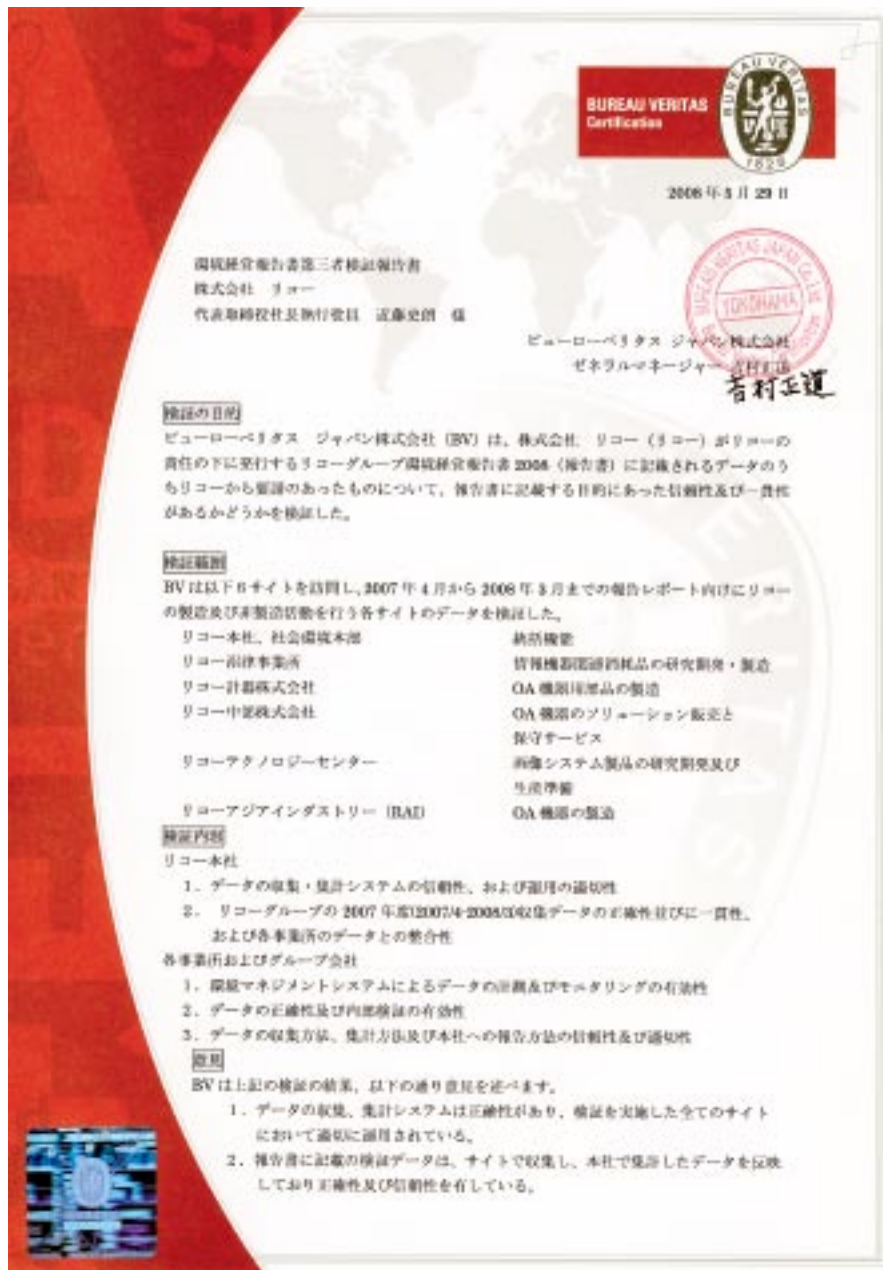 BUREAU VERITAS
Certification
BUREAU VERITAS
1828
2008 年 5 月 29 日
環境経営報告書第三者検証報告書
株式会社 リコー
代表取締役社長執行役員 近藤史朗 様
BUREAU VERITAS JAPAN CO., Ltd
YOKOHAMA
ビューローベリタス ジャパン株式会社
ゼネラルマネージャー 吉村正道
吉村正道
検証の目的
ビューローベリタス ジャパン株式会社（BV）は、株式会社 リコー（リコー）がリコーの
責任の下に発行するリコーグループ環境経営報告書 2008（報告書）に記載されるデータのう
ちリコーから要請のあったものについて、報告書に記載する目的にあった信頼性及び一貫性
があるかどうかを検証した。
検証範囲
BV は以下 6 サイトを訪問し、2007 年 4 月から 2008 年 3 月までの報告レポート向けにリコー
の製造及び非製造活動を行う各サイトのデータを検証した。
リコー本社、社会環境本部 統括機能
リコー沼津事業所 情報機器関連消耗品の研究開発・製造
リコー計器株式会社 OA 機器用部品の製造
リコー中部株式会社 OA 機器のソリューション販売と
保守サービス
リコーテクノロジーセンター 画像システム製品の研究開発及び
生産準備
リコーアジアインダストリー（RAI） OA 機器の製造
検証内容
リコー本社
1．データの収集・集計システムの信頼性、および運用の適切性
2． リコーグループの 2007 年度(2007/4-2008/3)収集データの正確性並びに一貫性、
および各事業所のデータとの整合性
各事業所およびグループ会社
1．環境マネジメントシステムによるデータの計測及びモニタリングの有効性
2．データの正確性及び内部検証の有効性
3．データの収集方法、集計方法及び本社への報告方法の信頼性及び適切性
意見
BV は上記の検証の結果、以下の通り意見を述べます。
1．データの収集、集計システムは正確性があり、検証を実施した全てのサイト
において適切に運用されている。
2．報告書に記載の検証データは、サイトで収集し、本社で集計したデータを反映
しており正確性及び信頼性を有している。